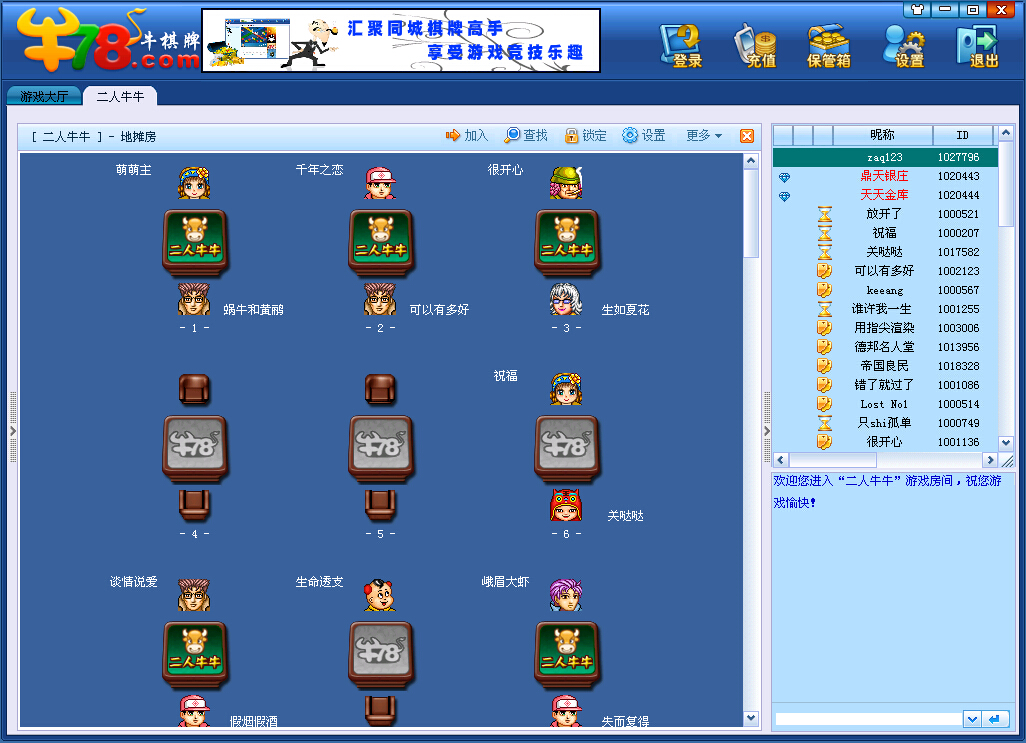 牛78牛棋牌
.com
汇聚同城棋牌高手
享受游戏竞技乐趣
登录
充值
保管箱
设置
退出
游戏大厅
二人牛牛
[ 二人牛牛 ] - 地摊房
加入
查找
锁定
设置
更多
萌萌主
千年之恋
很开心
二人牛牛
二人牛牛
二人牛牛
蜗牛和黄鹂
可以有多好
生如夏花
- 1 -
- 2 -
- 3 -
祝福
牛78
牛78
牛78
关哒哒
- 4 -
- 5 -
- 6 -
谈情说爱
生命透支
峨眉大虾
二人牛牛
牛78
二人牛牛
假烟假酒
失而复得
昵称 ID
zaq123 1027796
鼎天银庄 1020443
天天金库 1020444
放开了 1000521
祝福 1000207
关哒哒 1017582
可以有多好 1002123
keeang 1000567
谁许我一生 1001255
用指尖渲染 1003006
德邦名人堂 1013956
帝国良民 1018328
错了就过了 1001086
Lost No1 1000514
只shi孤单 1000749
很开心 1001136
欢迎您进入“二人牛牛”游戏房间，祝您游
戏愉快！